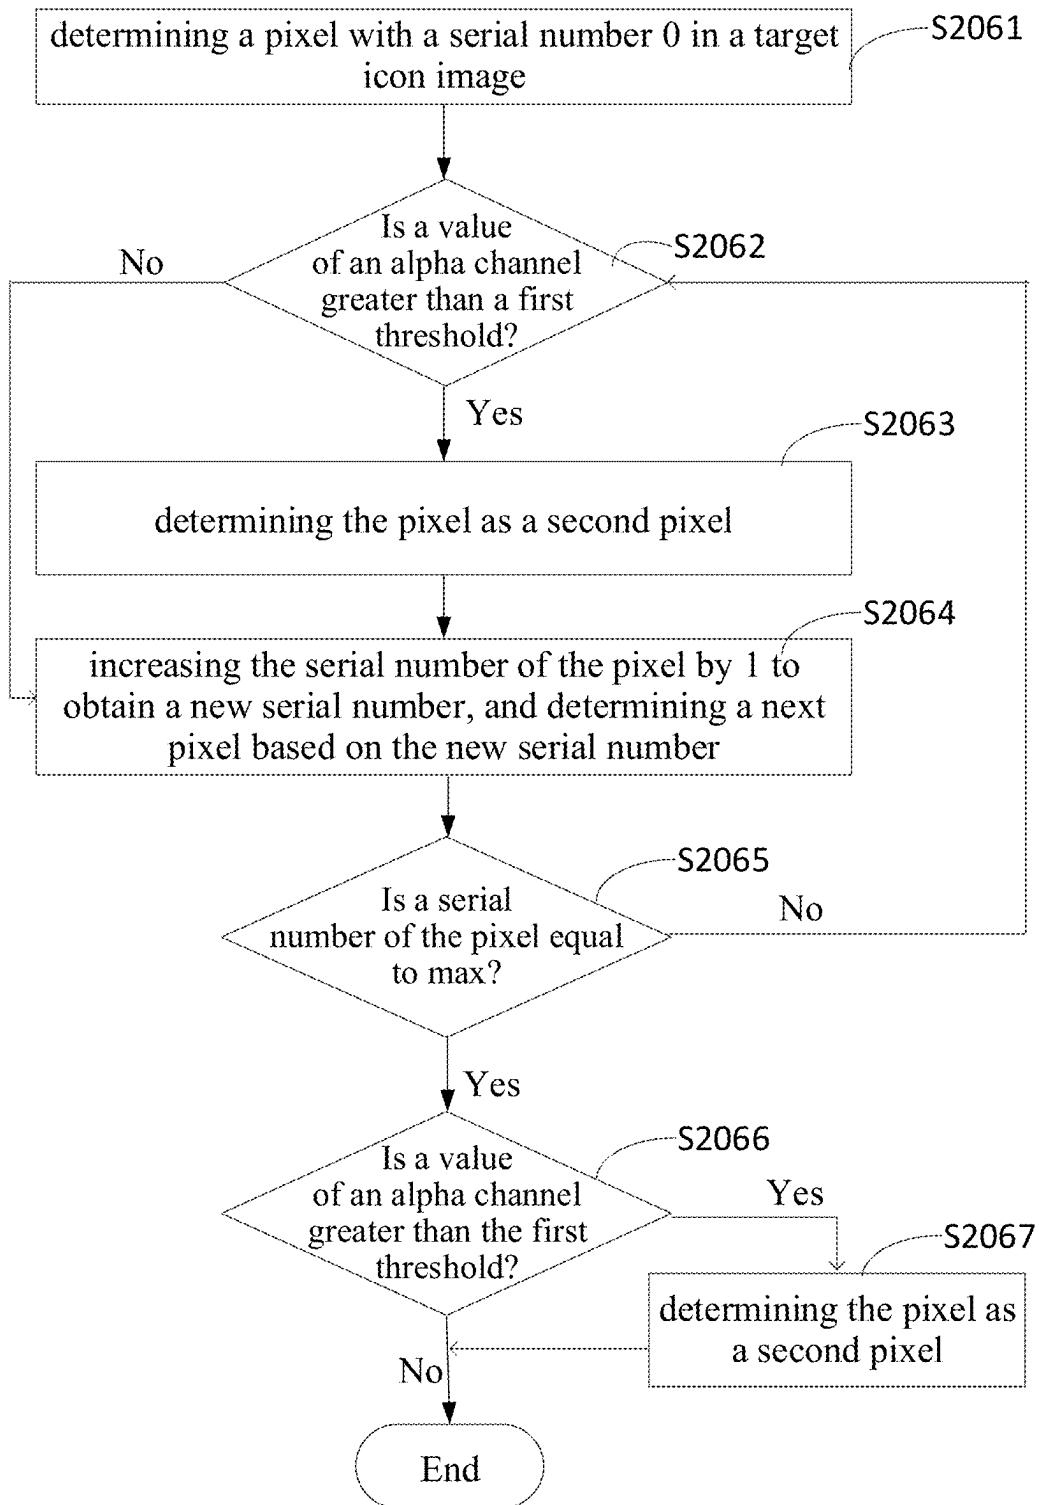 determining a pixel with a serial number 0 in a target
icon image
S2061
Is a value
of an alpha channel
greater than a first
threshold?
S2062
No
Yes
S2063
determining the pixel as a second pixel
S2064
increasing the serial number of the pixel by 1 to
obtain a new serial number, and determining a next
pixel based on the new serial number
S2065
Is a serial
number of the pixel equal
to max?
No
Yes
S2066
Is a value
of an alpha channel
greater than the first
threshold?
Yes
S2067
determining the pixel as
a second pixel
No
End